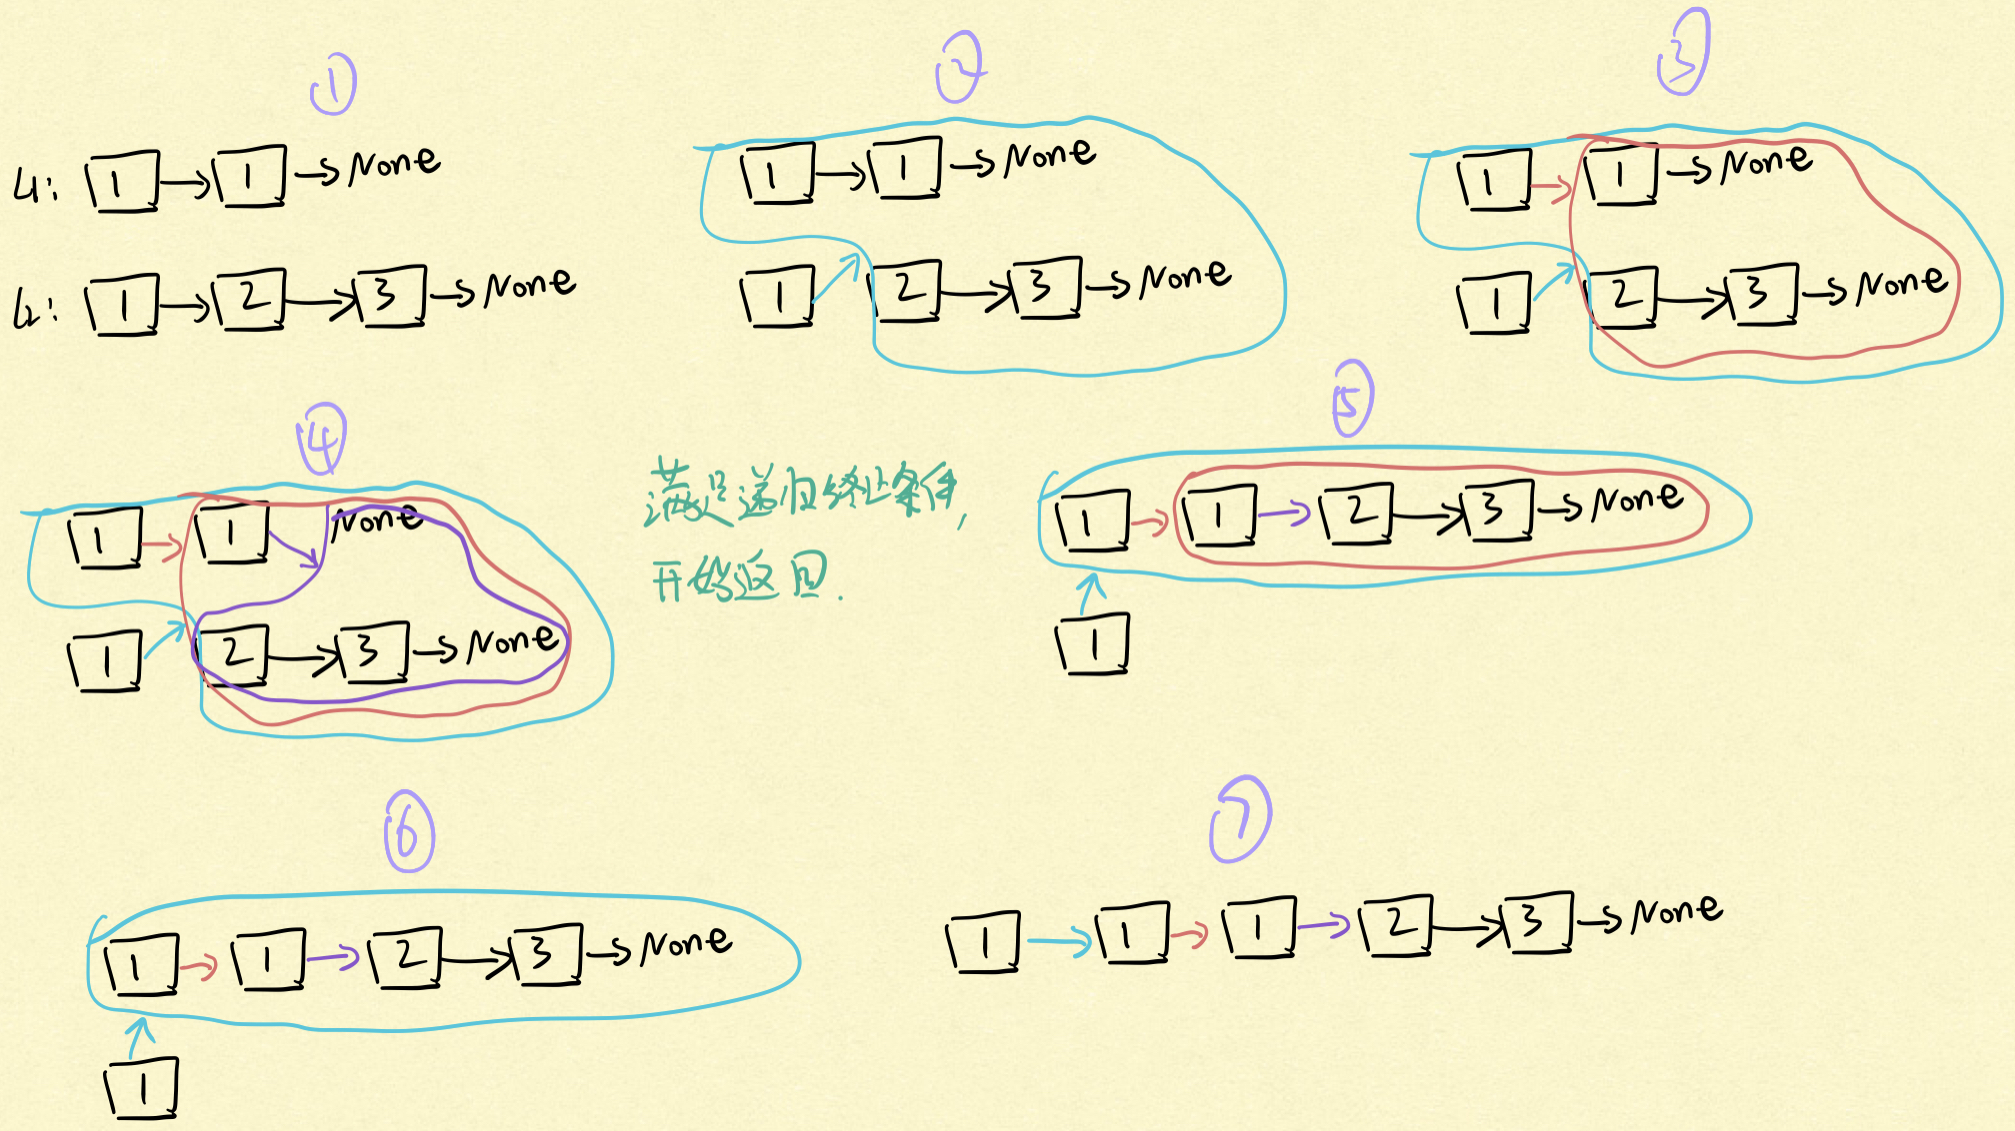 ①
l1: 1 → 1 → None
l2: 1 → 2 → 3 → None
②
1 → 1 → None
1 2 → 3 → None
③
1 → 1 → None
1 2 → 3 → None
④
1 → 1 None
1 2 → 3 → None
满足递归终止条件,
开始返回.
⑤
1 → 1 → 2 → 3 → None
1
⑥
1 → 1 → 2 → 3 → None
1
⑦
1 → 1 → 1 → 2 → 3 → None